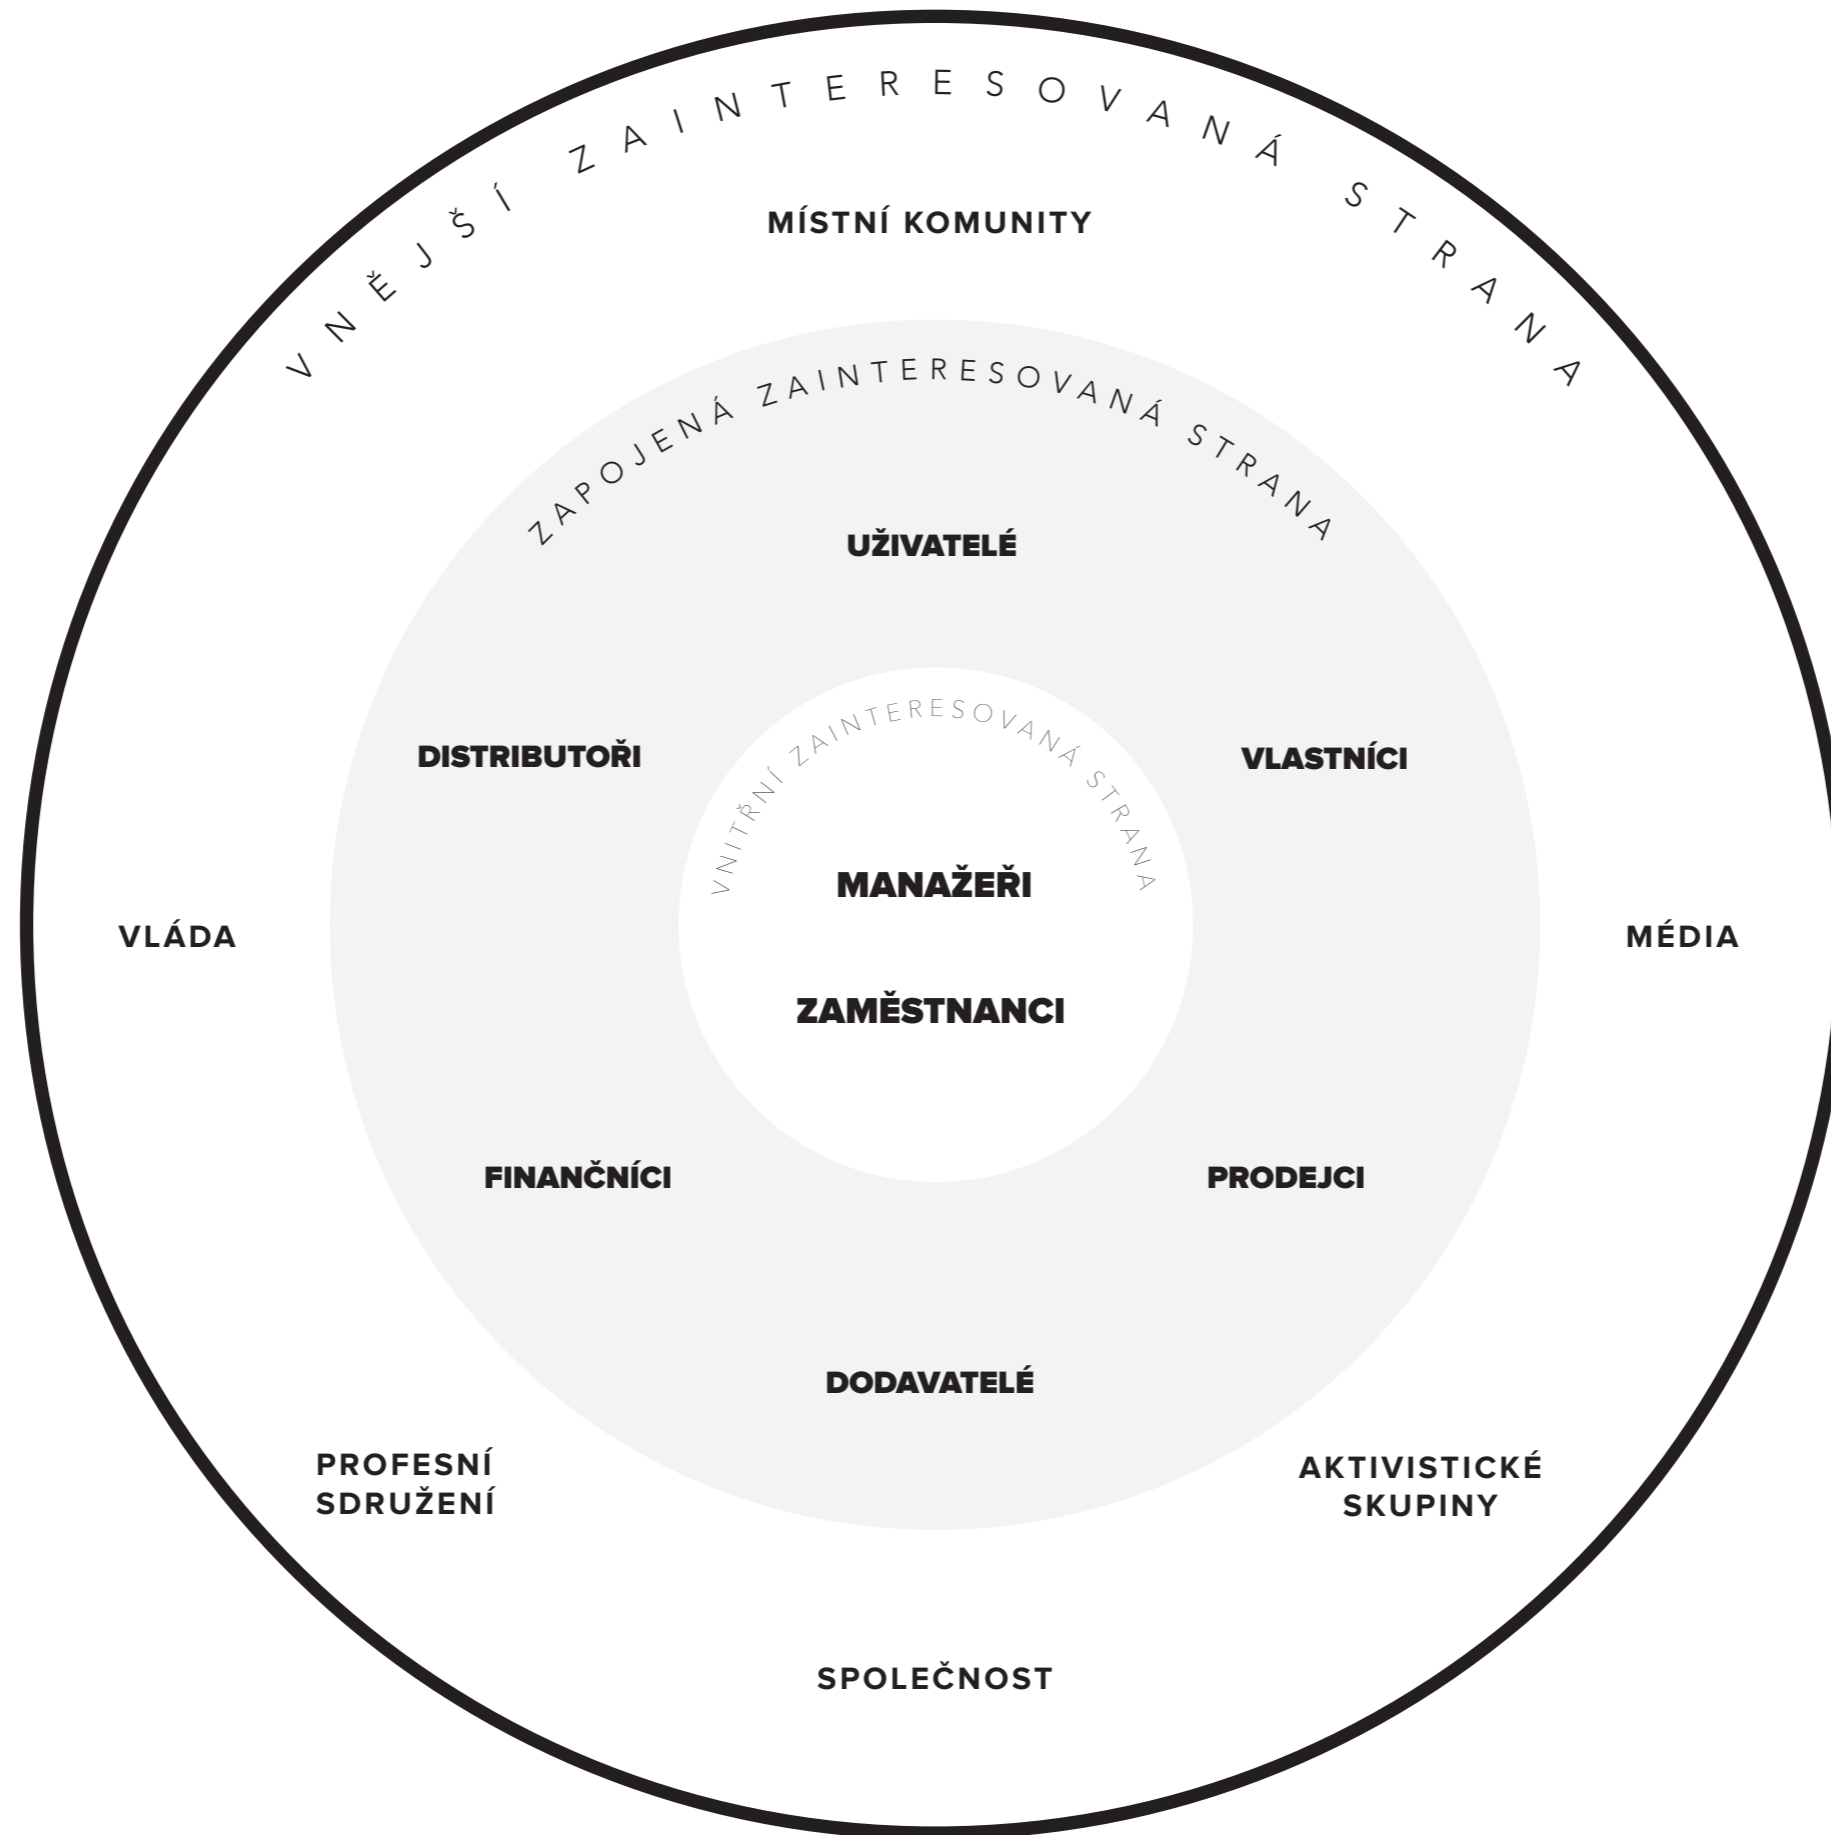 VNĚJŠÍ ZAINTERESOVANÁ STRANA
MÍSTNÍ KOMUNITY
ZAPOJENÁ ZAINTERESOVANÁ STRANA
UŽIVATELÉ
VNITŘNÍ ZAINTERESOVANÁ STRANA
DISTRIBUTOŘI
VLASTNÍCI
MANAŽEŘI
VLÁDA
MÉDIA
ZAMĚSTNANCI
FINANČNÍCI
PRODEJCI
DODAVATELÉ
PROFESNÍ
SDRUŽENÍ
AKTIVISTICKÉ
SKUPINY
SPOLEČNOST